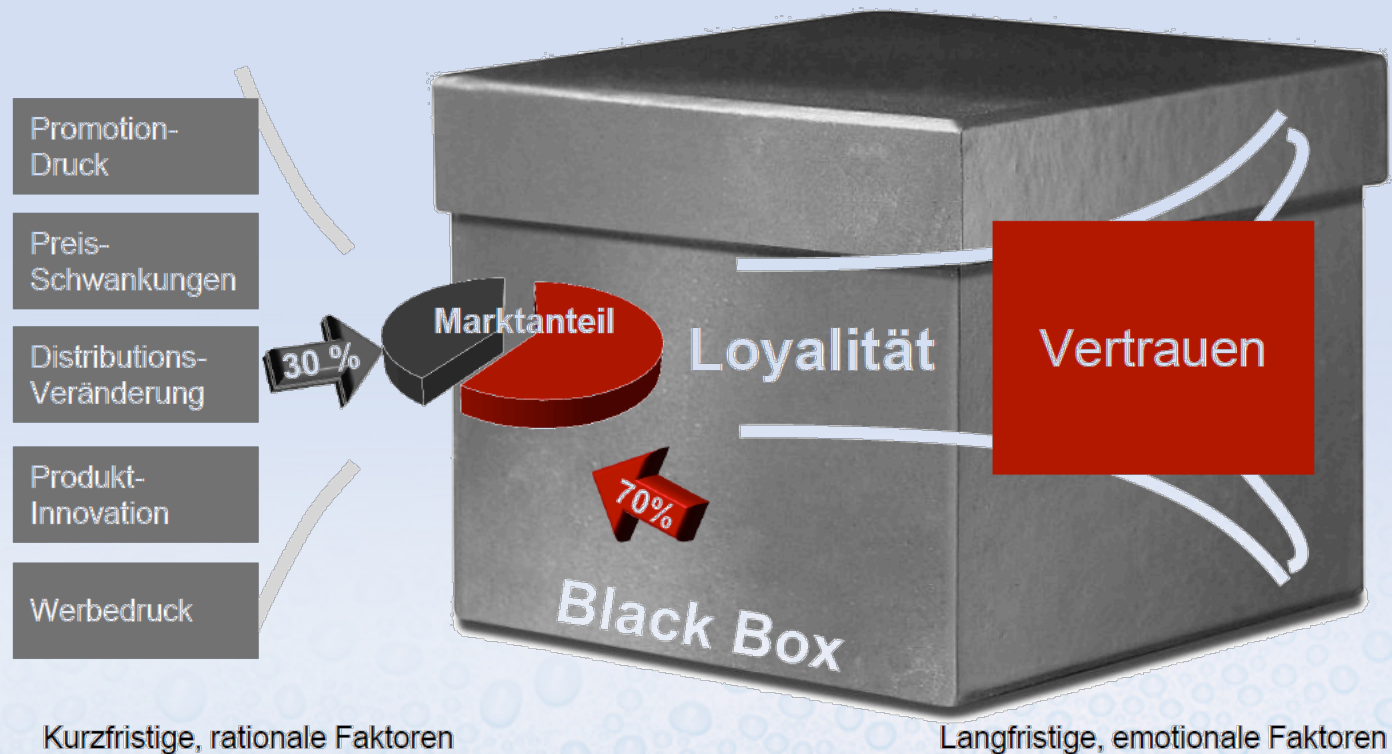 Promotion-
Druck
Preis-
Schwankungen
Distributions-
Veränderung
Produkt-
Innovation
Werbedruck
30 %
Marktanteil
70%
Loyalität
Vertrauen
Black Box
Kurzfristige, rationale Faktoren
Langfristige, emotionale Faktoren